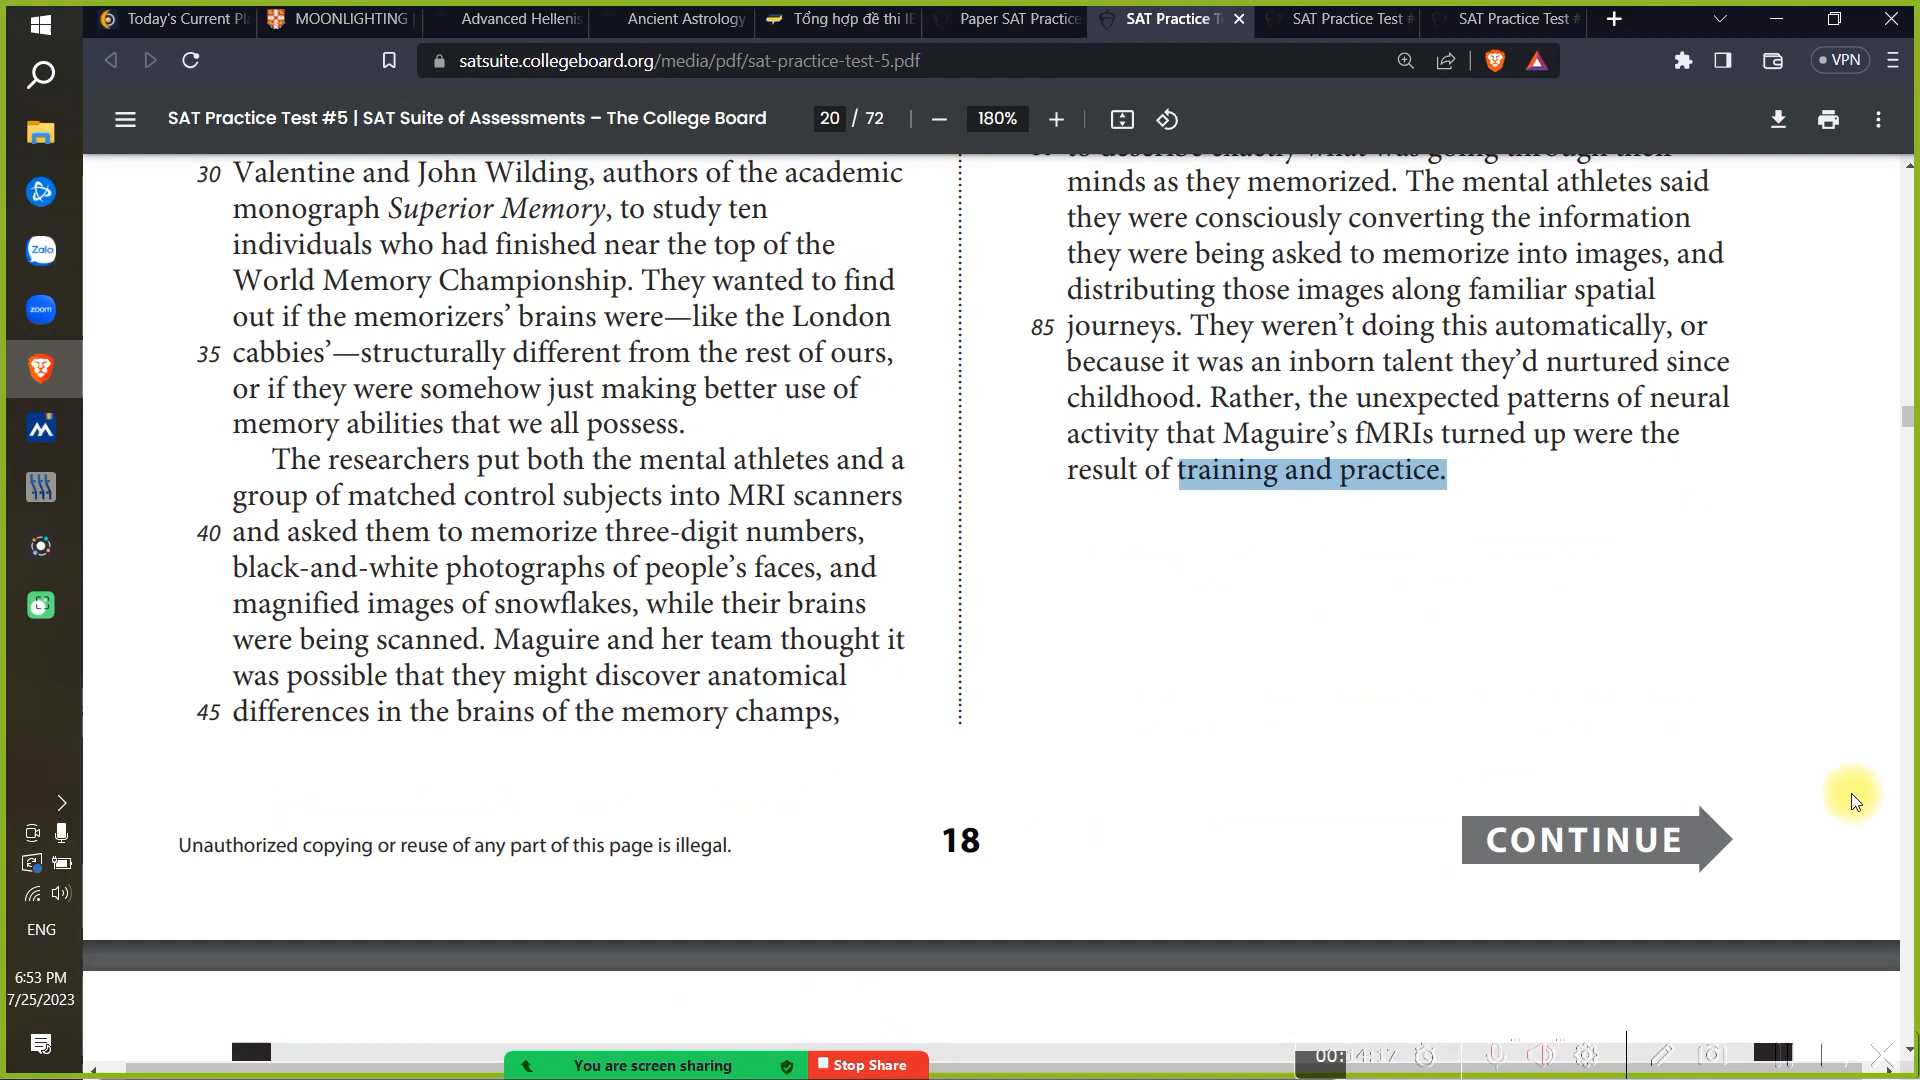 Today's Current Pl
MOONLIGHTING
Advanced Hellenis
Ancient Astrology
Tổng hợp đề thi IE
Paper SAT Practice
SAT Practice T
SAT Practice Test #
SAT Practice Test #
satsuite.collegeboard.org/media/pdf/sat-practice-test-5.pdf
VPN
SAT Practice Test #5 | SAT Suite of Assessments – The College Board
20 / 72
180%
Zalo
zoom
30 Valentine and John Wilding, authors of the academic
monograph Superior Memory, to study ten
individuals who had finished near the top of the
World Memory Championship. They wanted to find
out if the memorizers' brains were—like the London
35 cabbies'—structurally different from the rest of ours,
or if they were somehow just making better use of
memory abilities that we all possess.
The researchers put both the mental athletes and a
group of matched control subjects into MRI scanners
40 and asked them to memorize three-digit numbers,
black-and-white photographs of people's faces, and
magnified images of snowflakes, while their brains
were being scanned. Maguire and her team thought it
was possible that they might discover anatomical
45 differences in the brains of the memory champs,
to describe exactly what was going through their
minds as they memorized. The mental athletes said
they were consciously converting the information
they were being asked to memorize into images, and
distributing those images along familiar spatial
85 journeys. They weren't doing this automatically, or
because it was an inborn talent they'd nurtured since
childhood. Rather, the unexpected patterns of neural
activity that Maguire's fMRIs turned up were the
result of training and practice.
Unauthorized copying or reuse of any part of this page is illegal.
18
CONTINUE
ENG
6:53 PM
7/25/2023
You are screen sharing
Stop Share
00:14:17